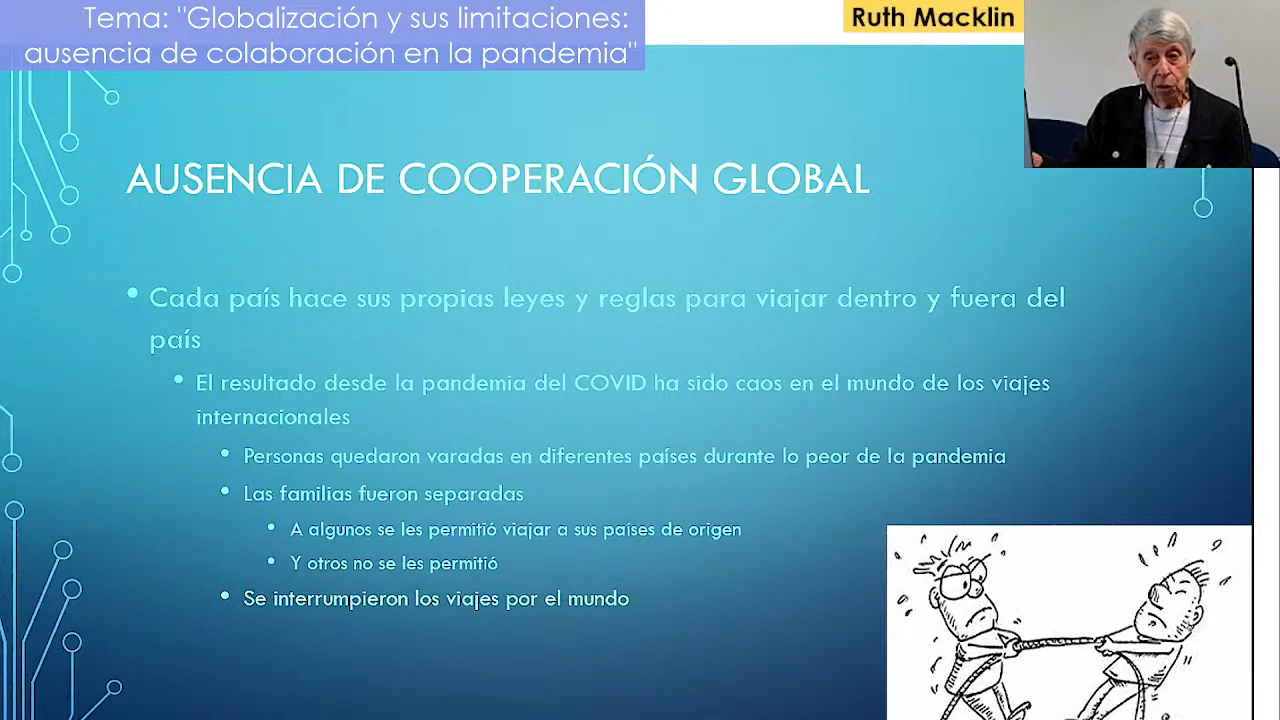 Tema: "Globalización y sus limitaciones:
ausencia de colaboración en la pandemia"
Ruth Macklin
AUSENCIA DE COOPERACIÓN GLOBAL
• Cada país hace sus propias leyes y reglas para viajar dentro y fuera del
país
• El resultado desde la pandemia del COVID ha sido caos en el mundo de los viajes
internacionales
• Personas quedaron varadas en diferentes países durante lo peor de la pandemia
• Las familias fueron separadas
• A algunos se les permitió viajar a sus países de origen
• Y otros no se les permitió
• Se interrumpieron los viajes por el mundo